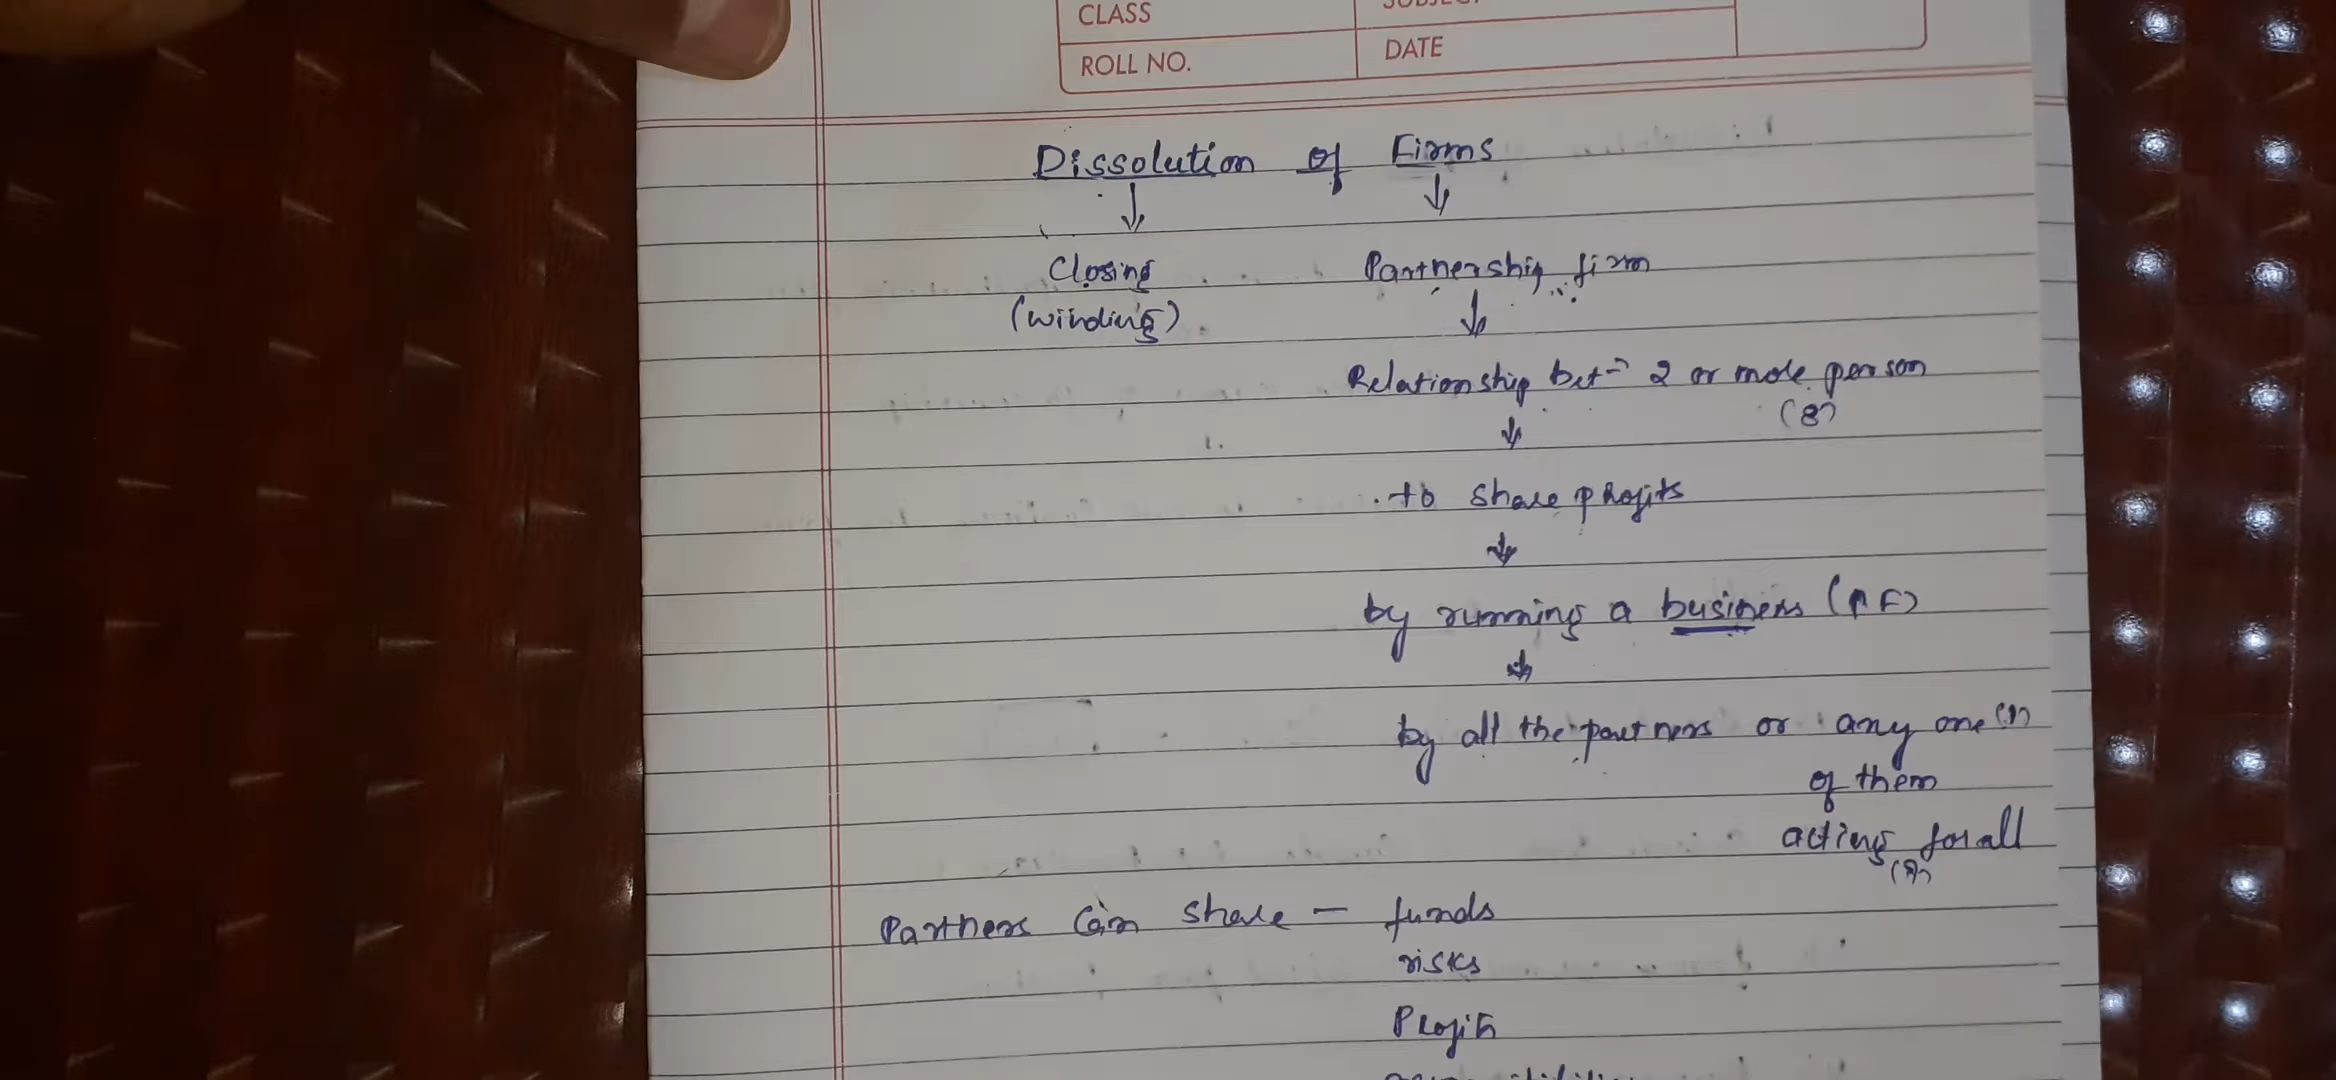 CLASS
ROLL NO. DATE
Dissolution of Firms
↓ ↓
Closing Partnership firm
(winding) ↓
Relationship bet= 2 or more person
(8)
↓
to share profits
↓
by running a business (PF)
↓
by all the partners or any one (1)
of them
acting for all
Partners Can share - funds
risks
Profit